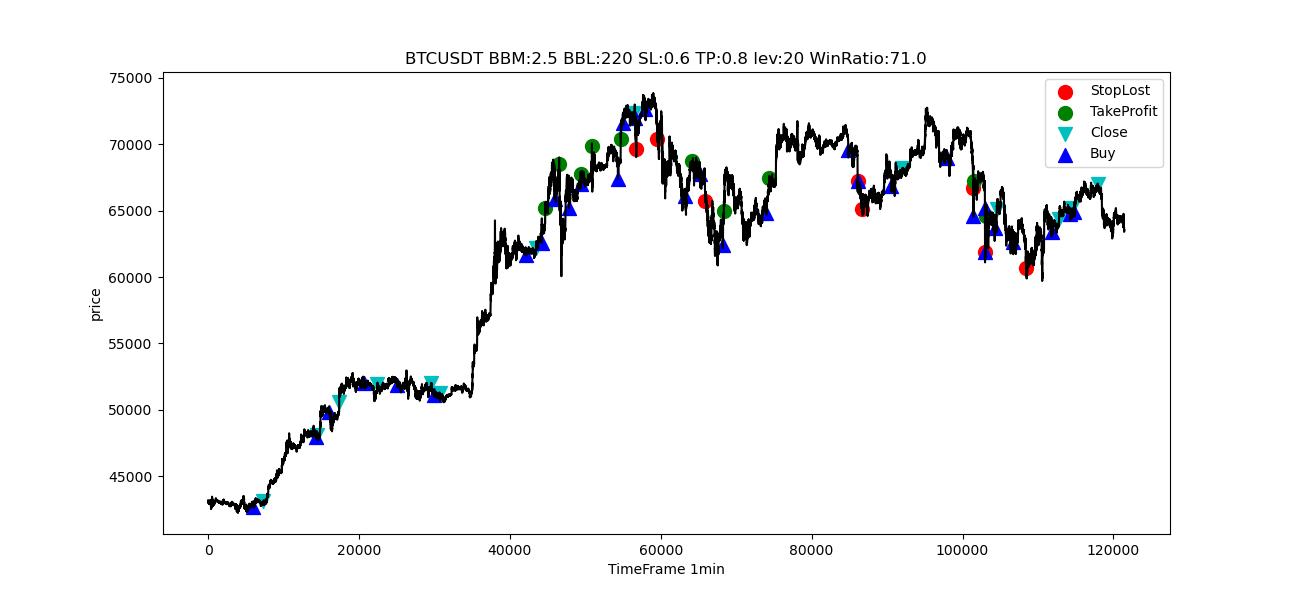 BTCUSDT BBM:2.5 BBL:220 SL:0.6 TP:0.8 lev:20 WinRatio:71.0
75000
70000
65000
60000
55000
50000
45000
price
StopLost
TakeProfit
Close
Buy
0
20000
40000
60000
80000
100000
120000
TimeFrame 1min